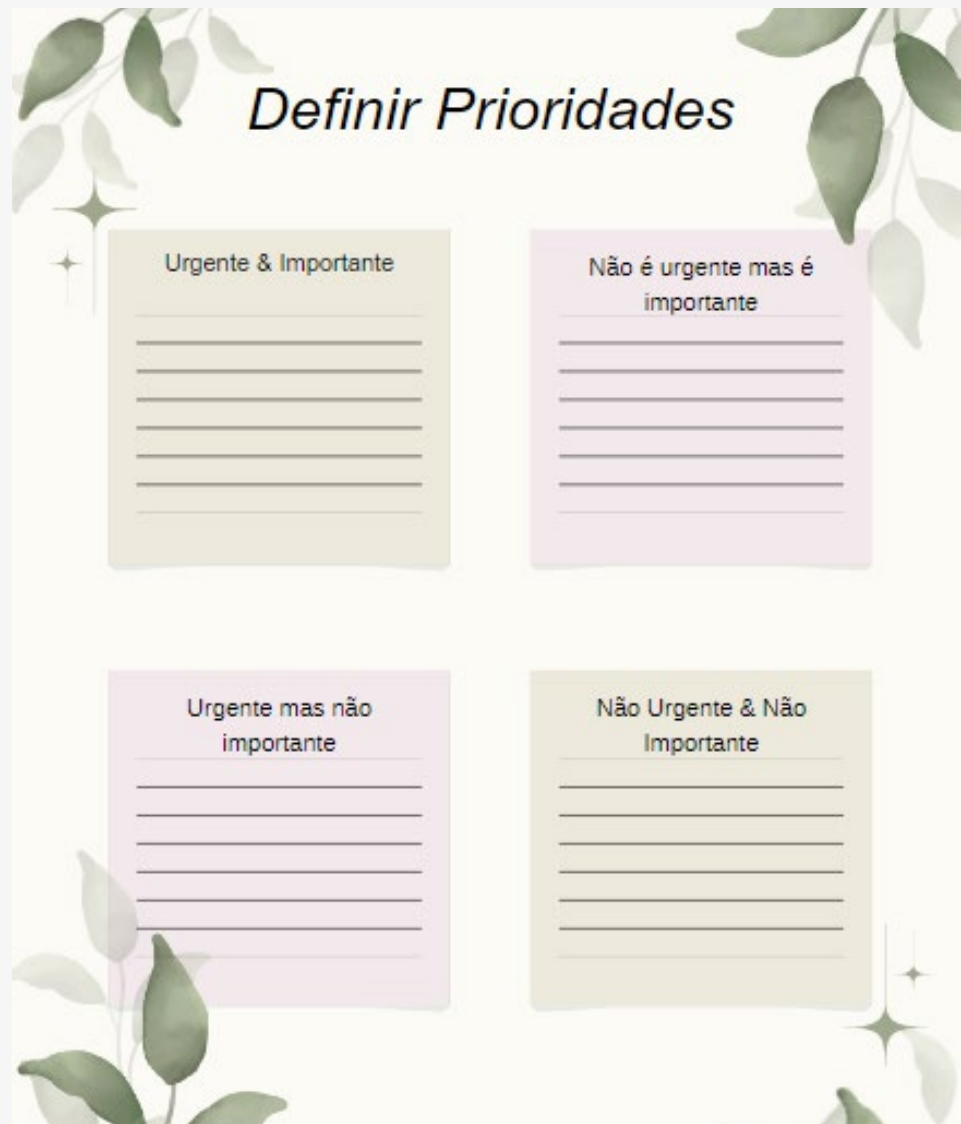 Definir Prioridades
Urgente & Importante
Não é urgente mas é
importante
Urgente mas não
importante
Não Urgente & Não
Importante